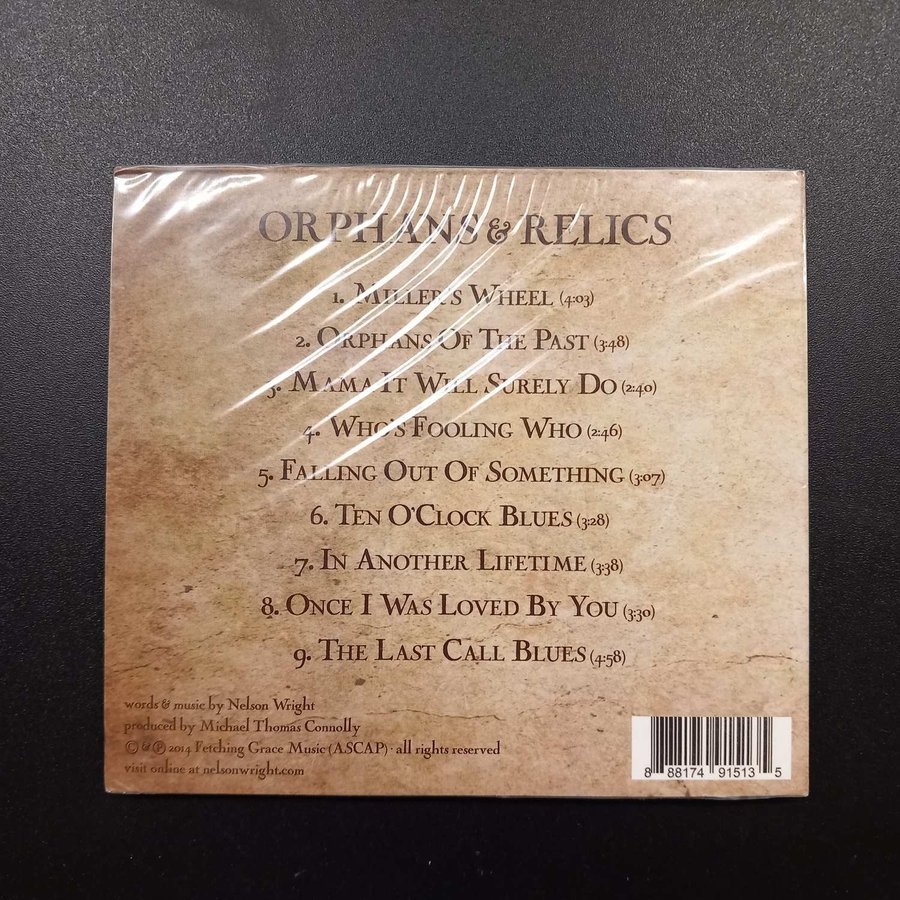 ORPHANS & RELICS
1. MILLER'S WHEEL (4:03)
2. ORPHANS OF THE PAST (3:48)
3. MAMA IT WILL SURELY DO (2:40)
4. WHO'S FOOLING WHO (2:46)
5. FALLING OUT OF SOMETHING (3:07)
6. TEN O'CLOCK BLUES (3:28)
7. IN ANOTHER LIFETIME (3:38)
8. ONCE I WAS LOVED BY YOU (3:30)
9. THE LAST CALL BLUES (4:58)
words & music by Nelson Wright
produced by Michael Thomas Connolly
© & ℗ 2014 Fetching Grace Music (ASCAP) · all rights reserved
visit online at nelsonwright.com
8 88174 91513 5